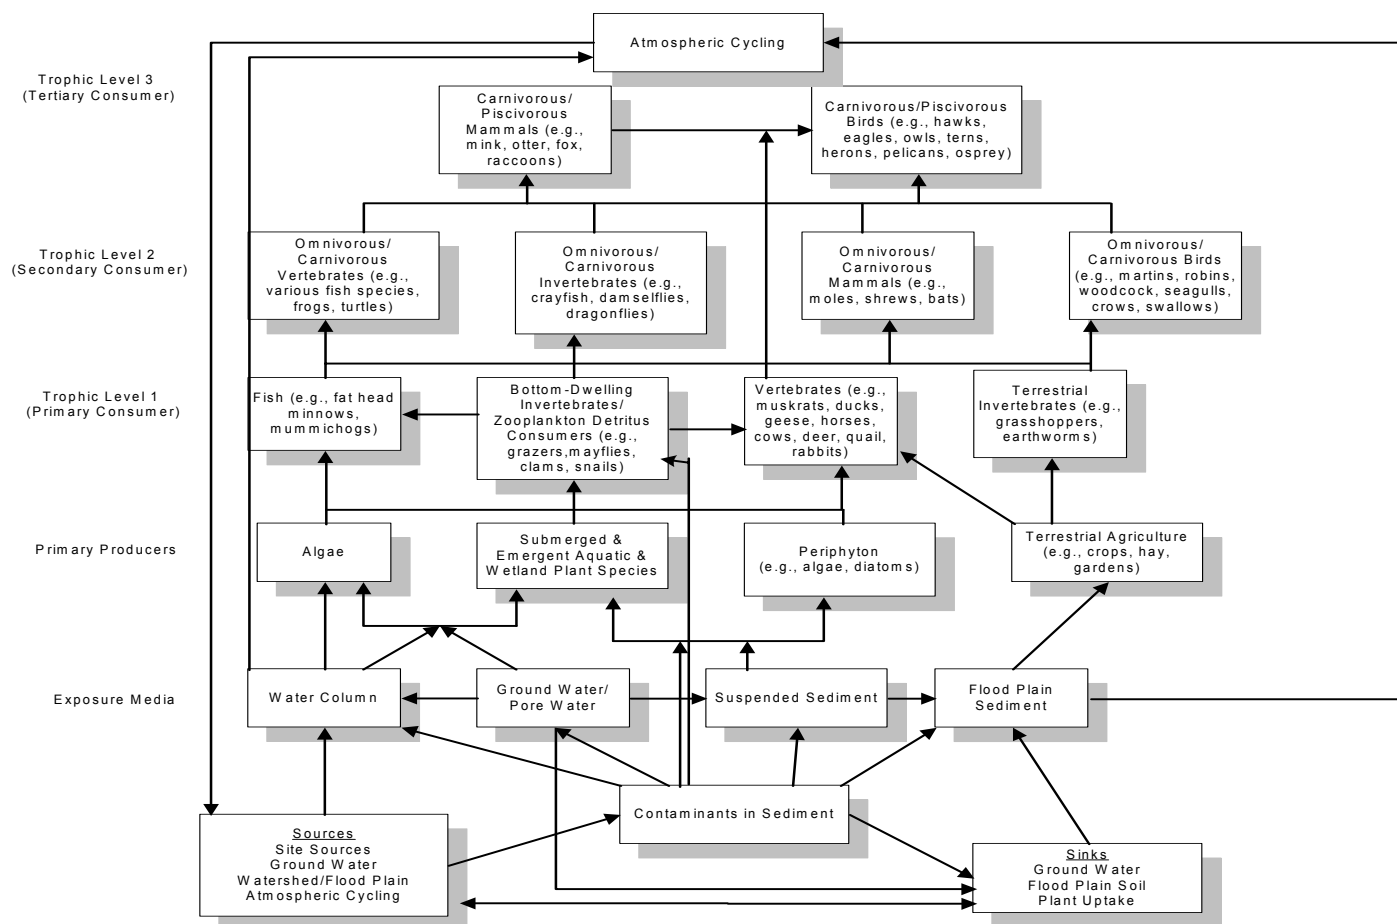 Atmospheric Cycling
Trophic Level 3
(Tertiary Consumer)
Carnivorous/
Piscivorous
Mammals (e.g.,
mink, otter, fox,
raccoons)
Carnivorous/Piscivorous
Birds (e.g., hawks,
eagles, owls, terns,
herons, pelicans, osprey)
Trophic Level 2
(Secondary Consumer)
Omnivorous/
Carnivorous
Vertebrates (e.g.,
various fish species,
frogs, turtles)
Omnivorous/
Carnivorous
Invertebrates (e.g.,
crayfish, damselflies,
dragonflies)
Omnivorous/
Carnivorous
Mammals (e.g.,
moles, shrews, bats)
Omnivorous/
Carnivorous Birds
(e.g., martins, robins,
woodcock, seagulls,
crows, swallows)
Trophic Level 1
(Primary Consumer)
Fish (e.g., fat head
minnows,
mummichogs)
Bottom-Dwelling
Invertebrates/
Zooplankton Detritus
Consumers (e.g.,
grazers,mayflies,
clams, snails)
Vertebrates (e.g.,
muskrats, ducks,
geese, horses,
cows, deer, quail,
rabbits)
Terrestrial
Invertebrates (e.g.,
grasshoppers,
earthworms)
Primary Producers
Algae
Submerged &
Emergent Aquatic &
Wetland Plant Species
Periphyton
(e.g., algae, diatoms)
Terrestrial Agriculture
(e.g., crops, hay,
gardens)
Exposure Media
Water Column
Ground Water/
Pore Water
Suspended Sediment
Flood Plain
Sediment
Contaminants in Sediment
Sources
Site Sources
Ground Water
Watershed/Flood Plain
Atmospheric Cycling
Sinks
Ground Water
Flood Plain Soil
Plant Uptake